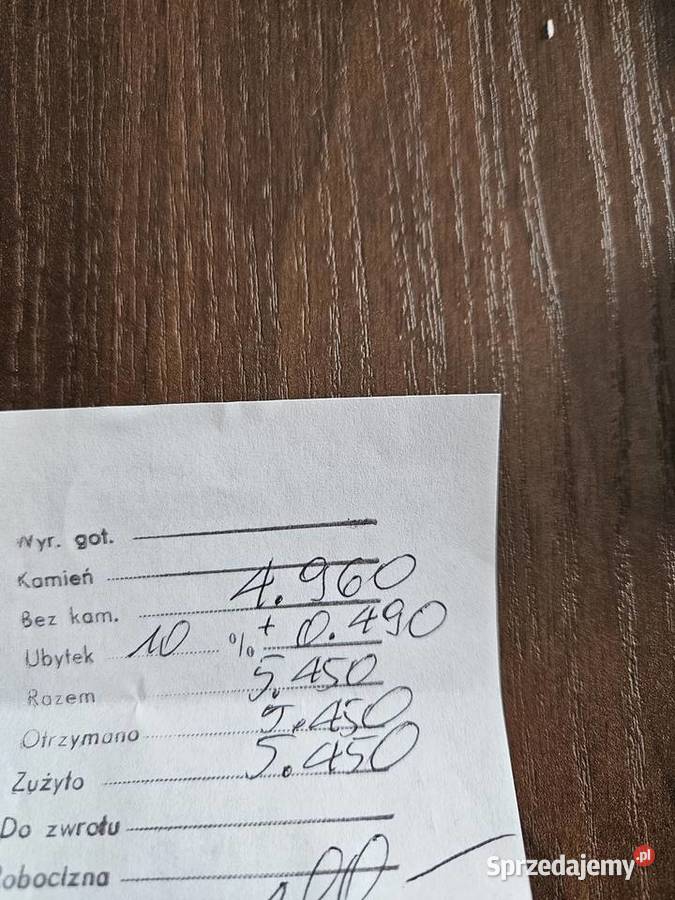 Wyr. got.
Kamień
Bez kam. 4.960
Ubytek 10 % + 0.490
Razem 5.450
Otrzymano 5.450
Zużyto 5.450
Do zwrotu
Robocizna 100 —
Sprzedajemy.pl